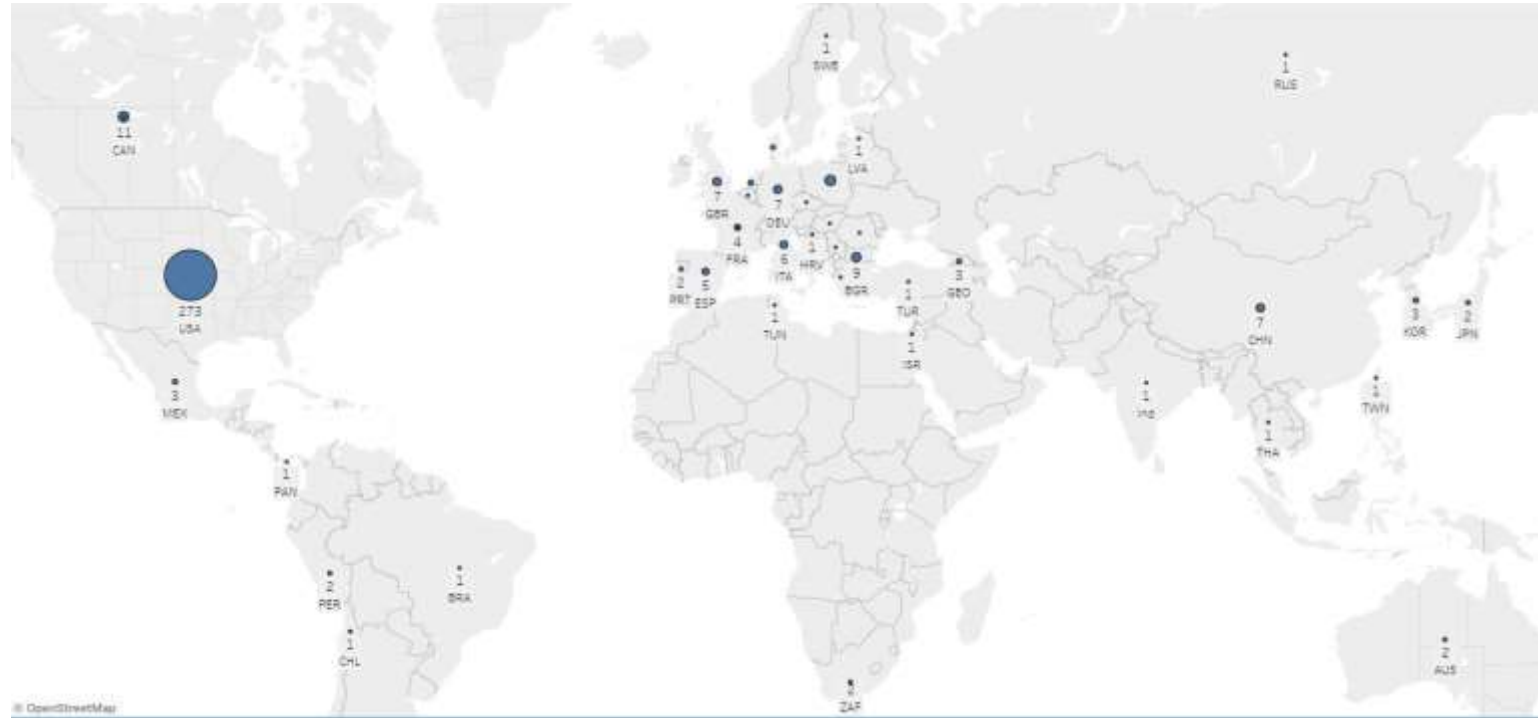 1
SWE
1
RUS
11
CAN
1
LVA
7
GBR
7
DEU
4
FRA
6
ITA
1
HRV
9
BGR
2
PRT
5
ESP
3
GEO
1
TUR
1
TUN
1
ISR
273
USA
7
CHN
3
KOR
2
JPN
3
MEX
1
1
TWN
1
THA
1
PAN
2
PER
1
BRA
1
CHL
2
AUS
ZAF
© OpenStreetMap